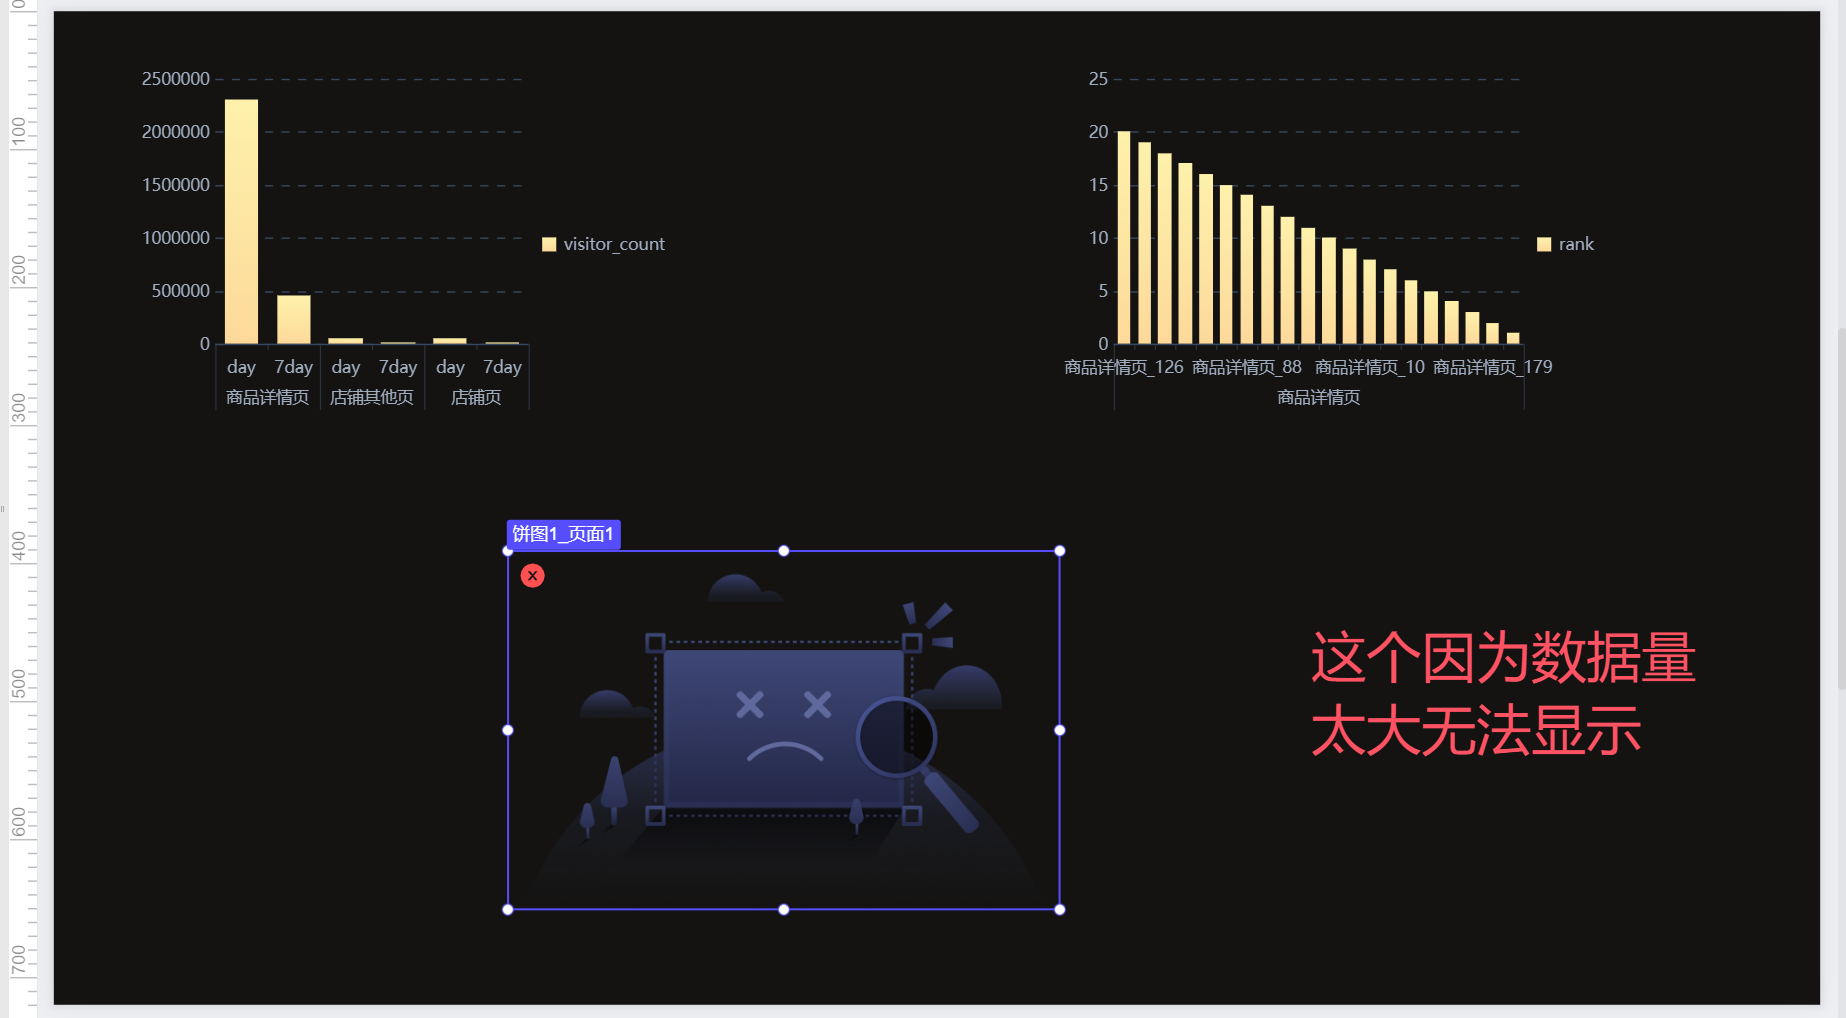 2500000
2000000
1500000
1000000
500000
0
day 7day day 7day day 7day
商品详情页 店铺其他页 店铺页
visitor_count
25
20
15
10
5
0
商品详情页_126 商品详情页_88 商品详情页_10 商品详情页_179
商品详情页
rank
饼图1_页面1
这个因为数据量
太大无法显示
0
100
200
300
400
500
600
700